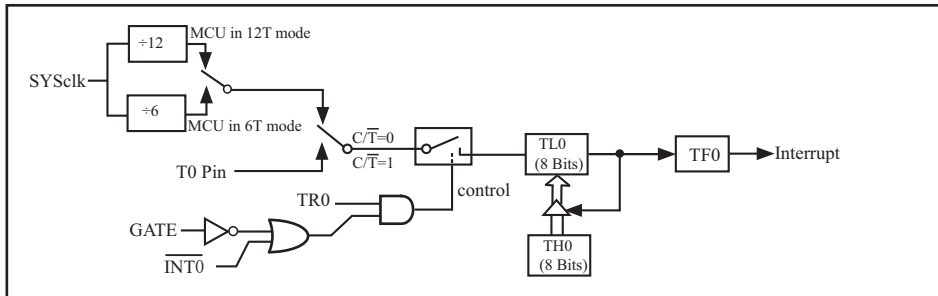 ÷12
MCU in 12T mode
SYSclk
÷6
MCU in 6T mode
T0 Pin
C/T̅=0
C/T̅=1
control
TL0
(8 Bits)
TF0
Interrupt
TR0
GATE
I̅N̅T̅0̅
TH0
(8 Bits)